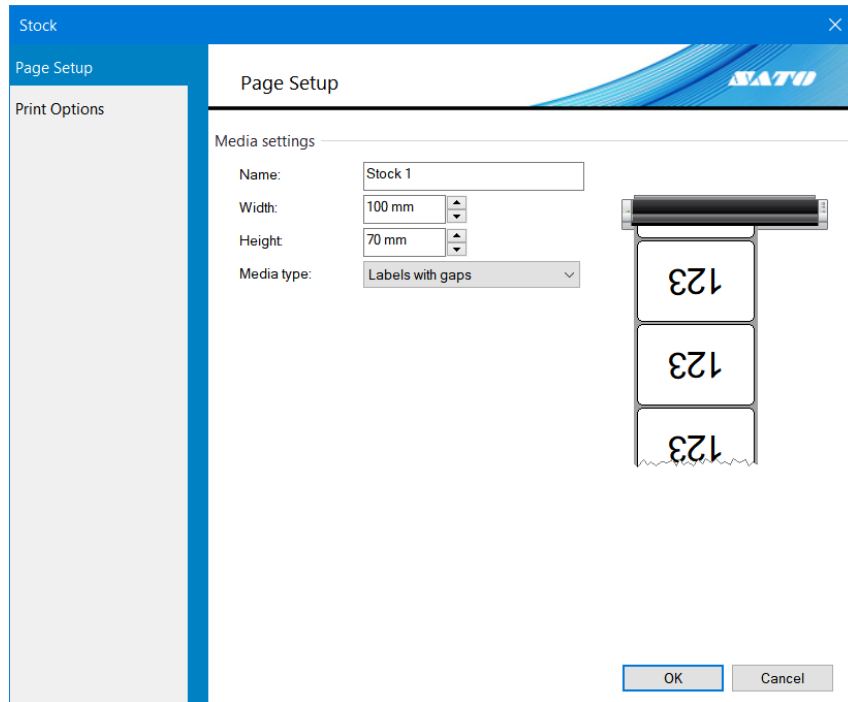 Stock
Page Setup
Print Options
Page Setup
SATO
Media settings
Name: Stock 1
Width: 100 mm
Height: 70 mm
Media type: Labels with gaps
123
123
123
OK Cancel